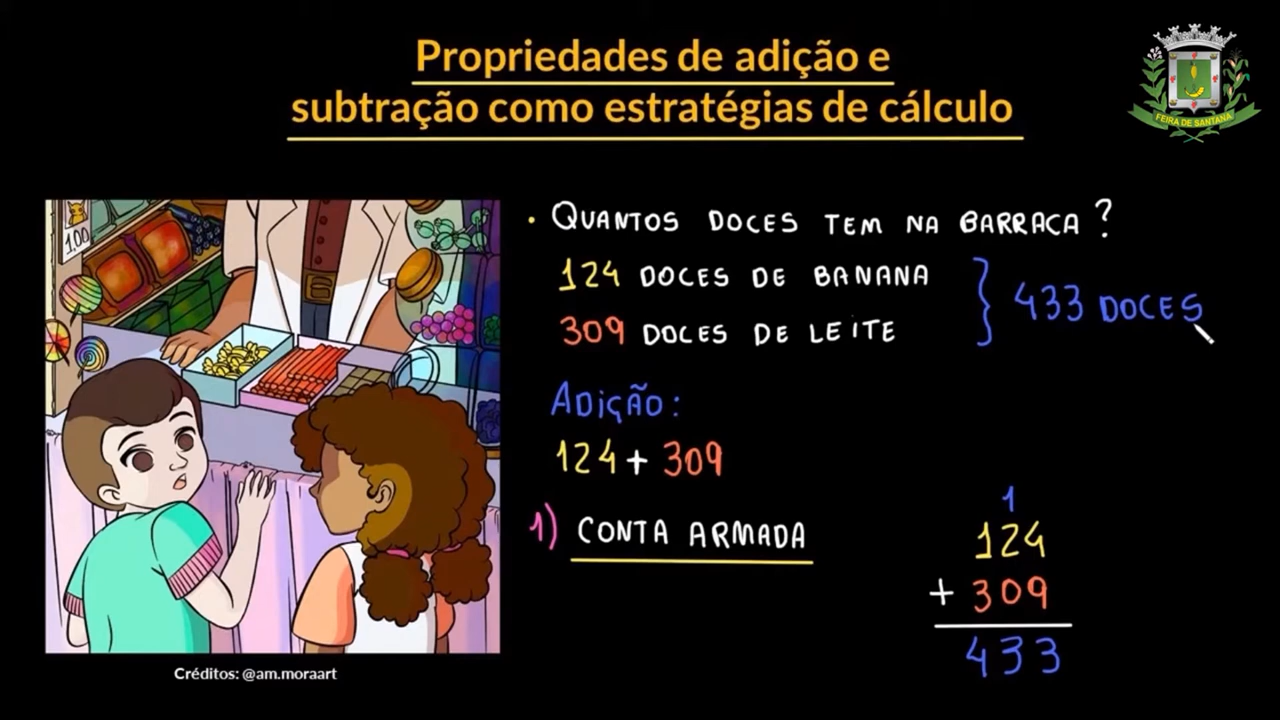 Propriedades de adição e
subtração como estratégias de cálculo
FEIRA DE SANTANA
1,00
• QUANTOS DOCES TEM NA BARRACA?
124 DOCES DE BANANA
309 DOCES DE LEITE
} 433 DOCES
ADIÇÃO:
124 + 309
1) CONTA ARMADA
1
124
+ 309
433
Créditos: @am.moraart